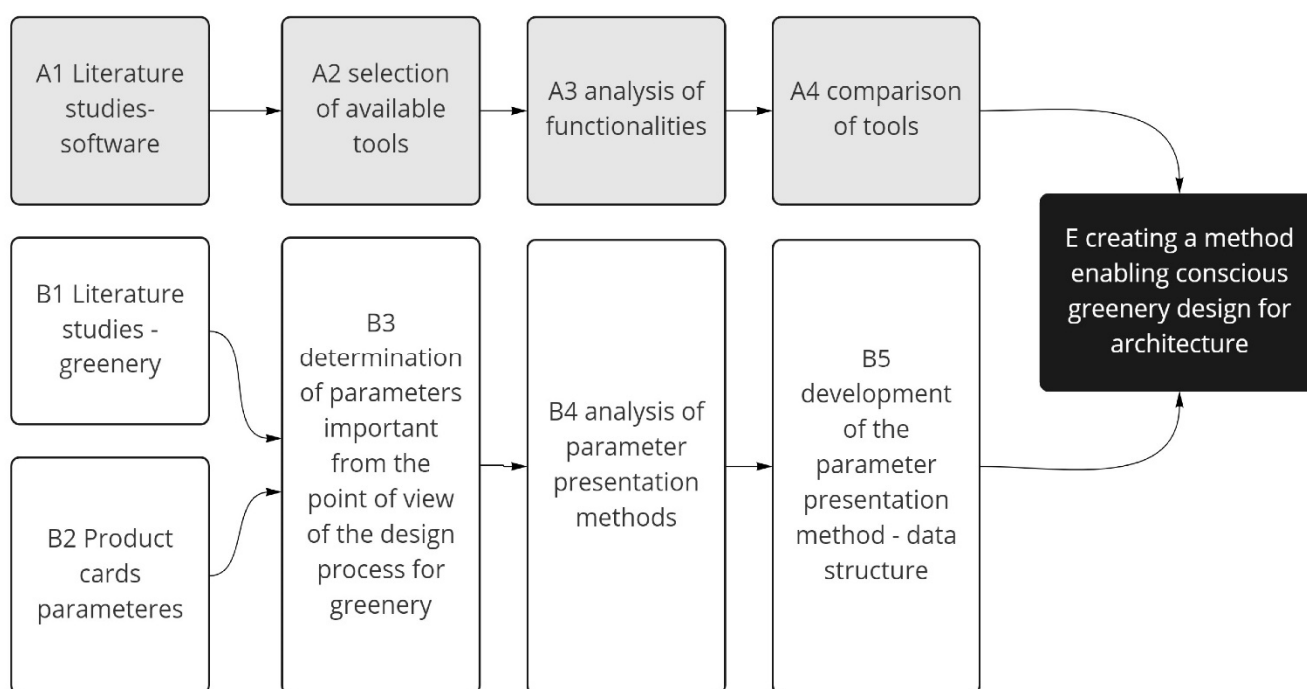 A1 Literature
studies-
software
A2 selection
of available
tools
A3 analysis of
functionalities
A4 comparison
of tools
E creating a method
enabling conscious
greenery design for
architecture
B1 Literature
studies -
greenery
B2 Product
cards
parameteres
B3
determination
of parameters
important
from the
point of view
of the design
process for
greenery
B4 analysis of
parameter
presentation
methods
B5
development
of the
parameter
presentation
method - data
structure